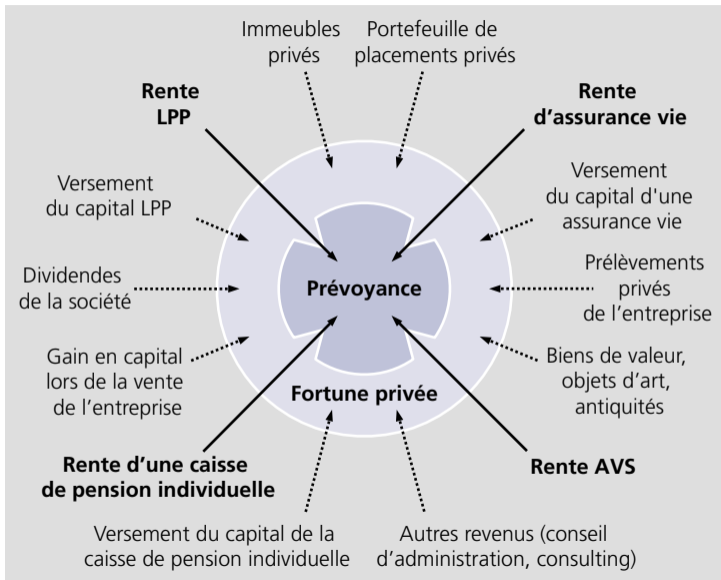 Immeubles
privés
Portefeuille de
placements privés
Rente
LPP
Rente
d’assurance vie
Versement
du capital LPP
Versement
du capital d'une
assurance vie
Dividendes
de la société
Prévoyance
Prélèvements
privés
de l’entreprise
Gain en capital
lors de la vente
de l’entreprise
Fortune privée
Biens de valeur,
objets d’art,
antiquités
Rente d’une caisse
de pension individuelle
Rente AVS
Versement du capital de la
caisse de pension individuelle
Autres revenus (conseil
d’administration, consulting)